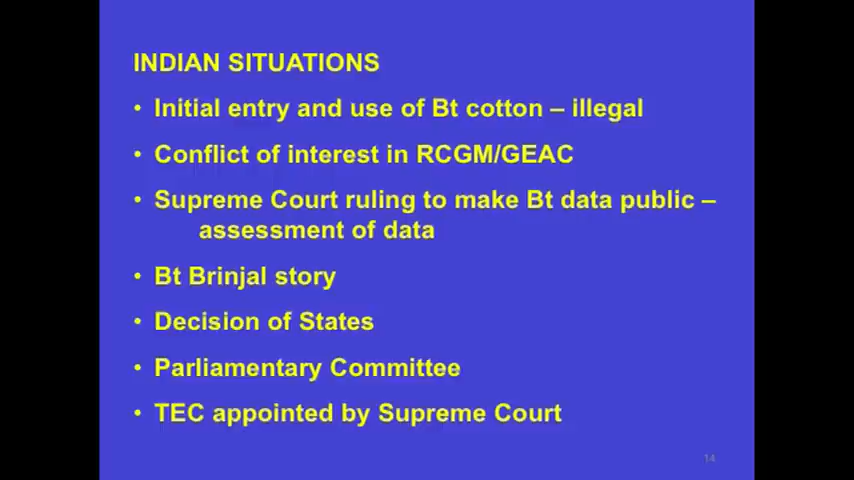 INDIAN SITUATIONS
• Initial entry and use of Bt cotton – illegal
• Conflict of interest in RCGM/GEAC
• Supreme Court ruling to make Bt data public –
assessment of data
• Bt Brinjal story
• Decision of States
• Parliamentary Committee
• TEC appointed by Supreme Court
14